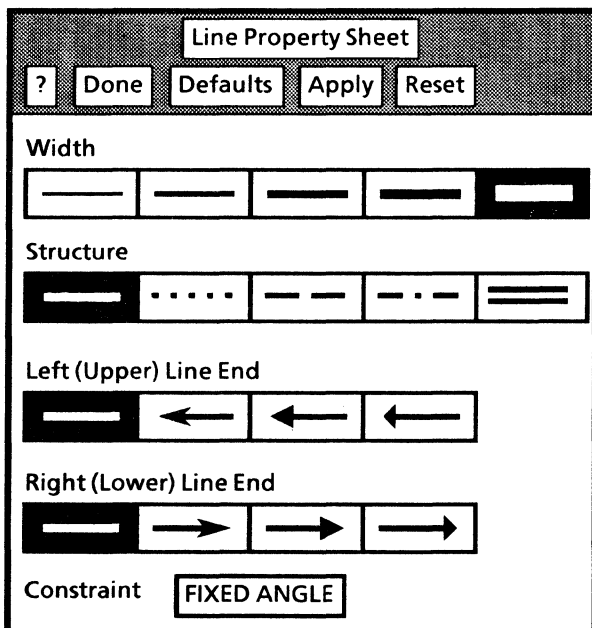 Line Property Sheet
? Done Defaults Apply Reset
Width
Structure
Left (Upper) Line End
Right (Lower) Line End
Constraint FIXED ANGLE